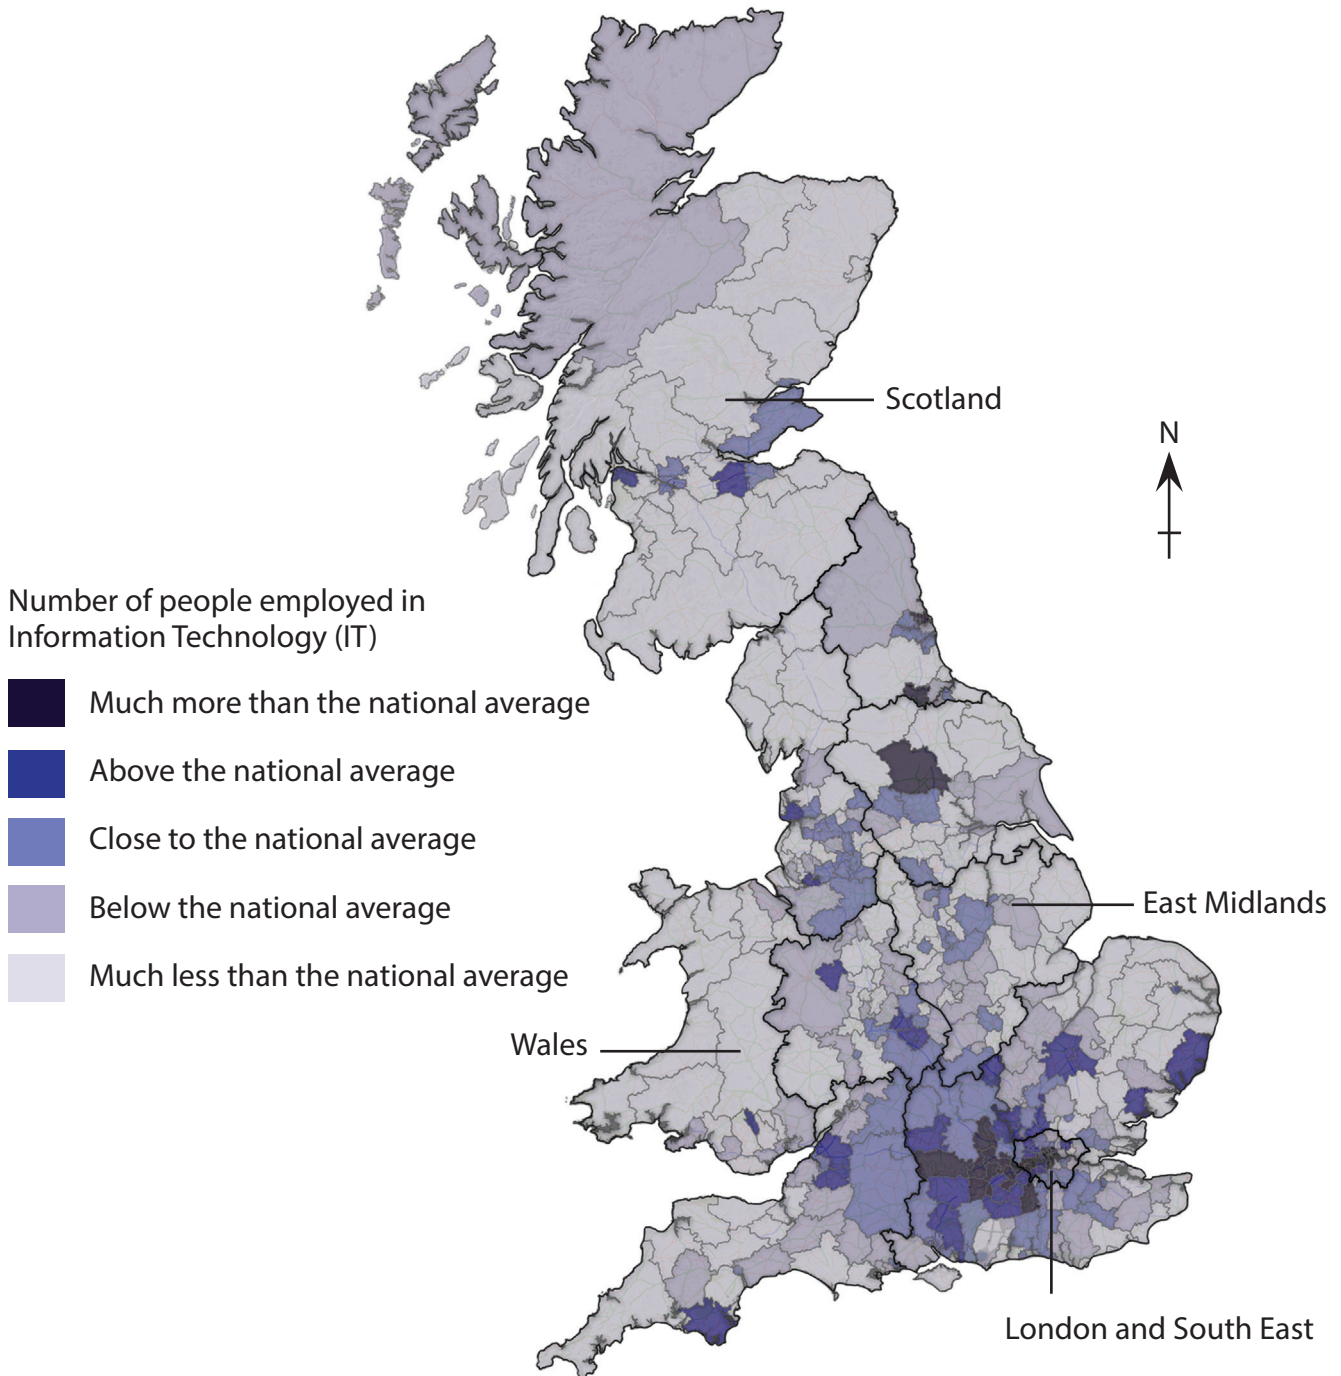 Scotland
N
Number of people employed in
Information Technology (IT)
Much more than the national average
Above the national average
Close to the national average
Below the national average
Much less than the national average
East Midlands
Wales
London and South East